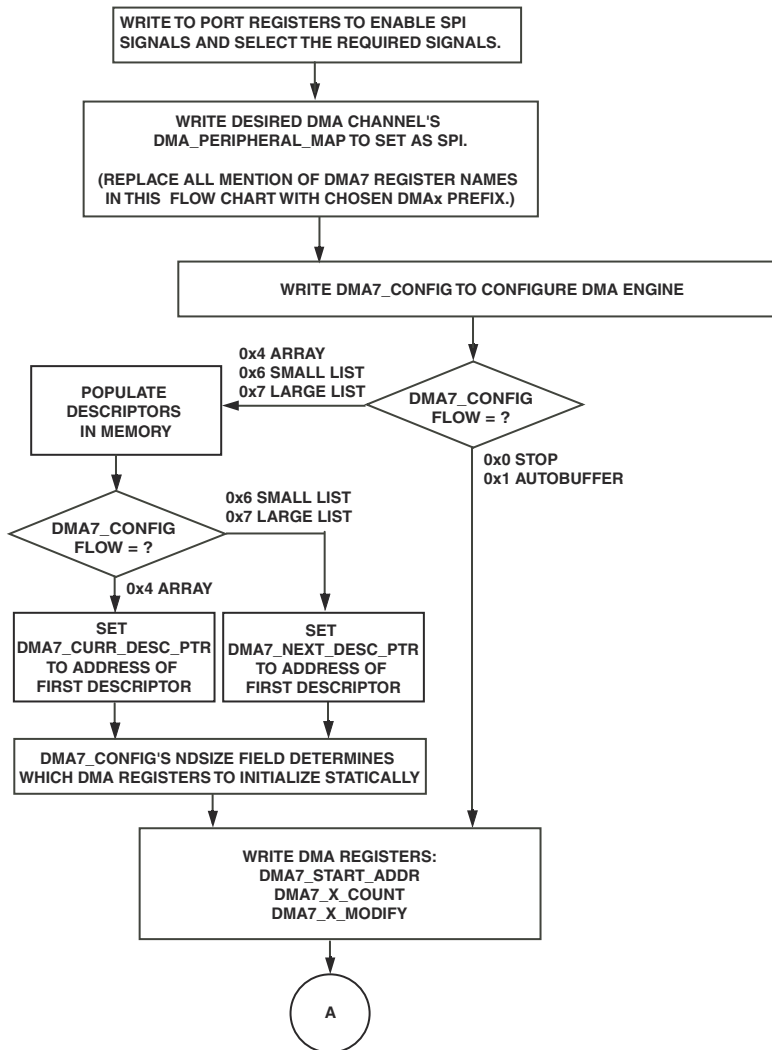 WRITE TO PORT REGISTERS TO ENABLE SPI
SIGNALS AND SELECT THE REQUIRED SIGNALS.
WRITE DESIRED DMA CHANNEL'S
DMA_PERIPHERAL_MAP TO SET AS SPI.
(REPLACE ALL MENTION OF DMA7 REGISTER NAMES
IN THIS FLOW CHART WITH CHOSEN DMAx PREFIX.)
WRITE DMA7_CONFIG TO CONFIGURE DMA ENGINE
0x4 ARRAY
0x6 SMALL LIST
0x7 LARGE LIST
DMA7_CONFIG
FLOW = ?
POPULATE
DESCRIPTORS
IN MEMORY
0x0 STOP
0x1 AUTOBUFFER
0x6 SMALL LIST
0x7 LARGE LIST
DMA7_CONFIG
FLOW = ?
0x4 ARRAY
SET
DMA7_CURR_DESC_PTR
TO ADDRESS OF
FIRST DESCRIPTOR
SET
DMA7_NEXT_DESC_PTR
TO ADDRESS OF
FIRST DESCRIPTOR
DMA7_CONFIG'S NDSIZE FIELD DETERMINES
WHICH DMA REGISTERS TO INITIALIZE STATICALLY
WRITE DMA REGISTERS:
DMA7_START_ADDR
DMA7_X_COUNT
DMA7_X_MODIFY
A